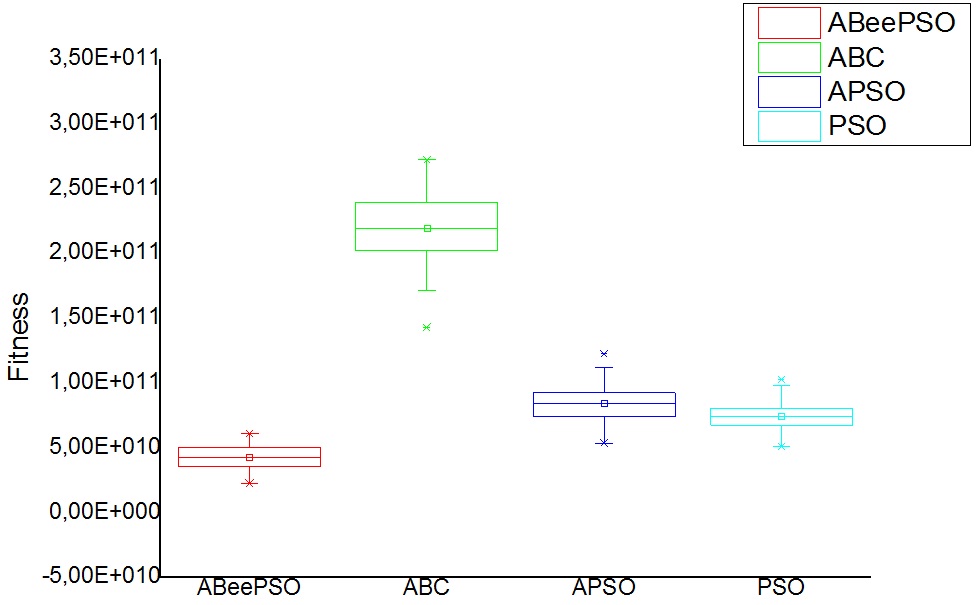 ABeePSO
ABC
APSO
PSO
3,50E+011
3,00E+011
2,50E+011
2,00E+011
1,50E+011
1,00E+011
5,00E+010
0,00E+000
-5,00E+010
Fitness
ABeePSO ABC APSO PSO